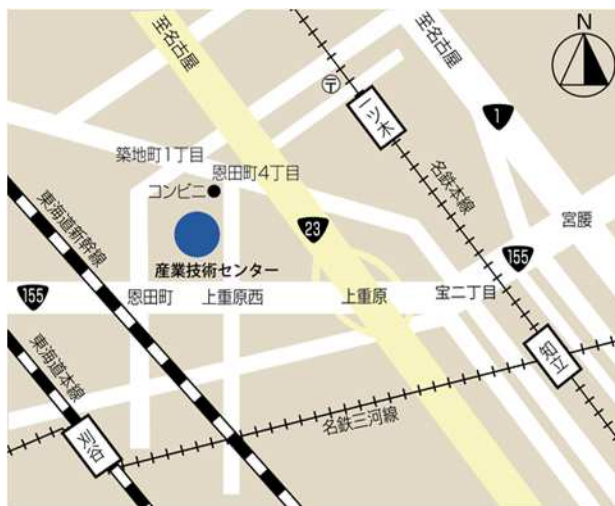 至名古屋
至名古屋
N
〒
一ツ木
1
築地町1丁目
恩田町4丁目
コンビニ
名鉄本線
東海道新幹線
23
宮腰
155
産業技術センター
155
恩田町
上重原西
上重原
宝二丁目
東海道本線
知立
名鉄三河線
刈谷